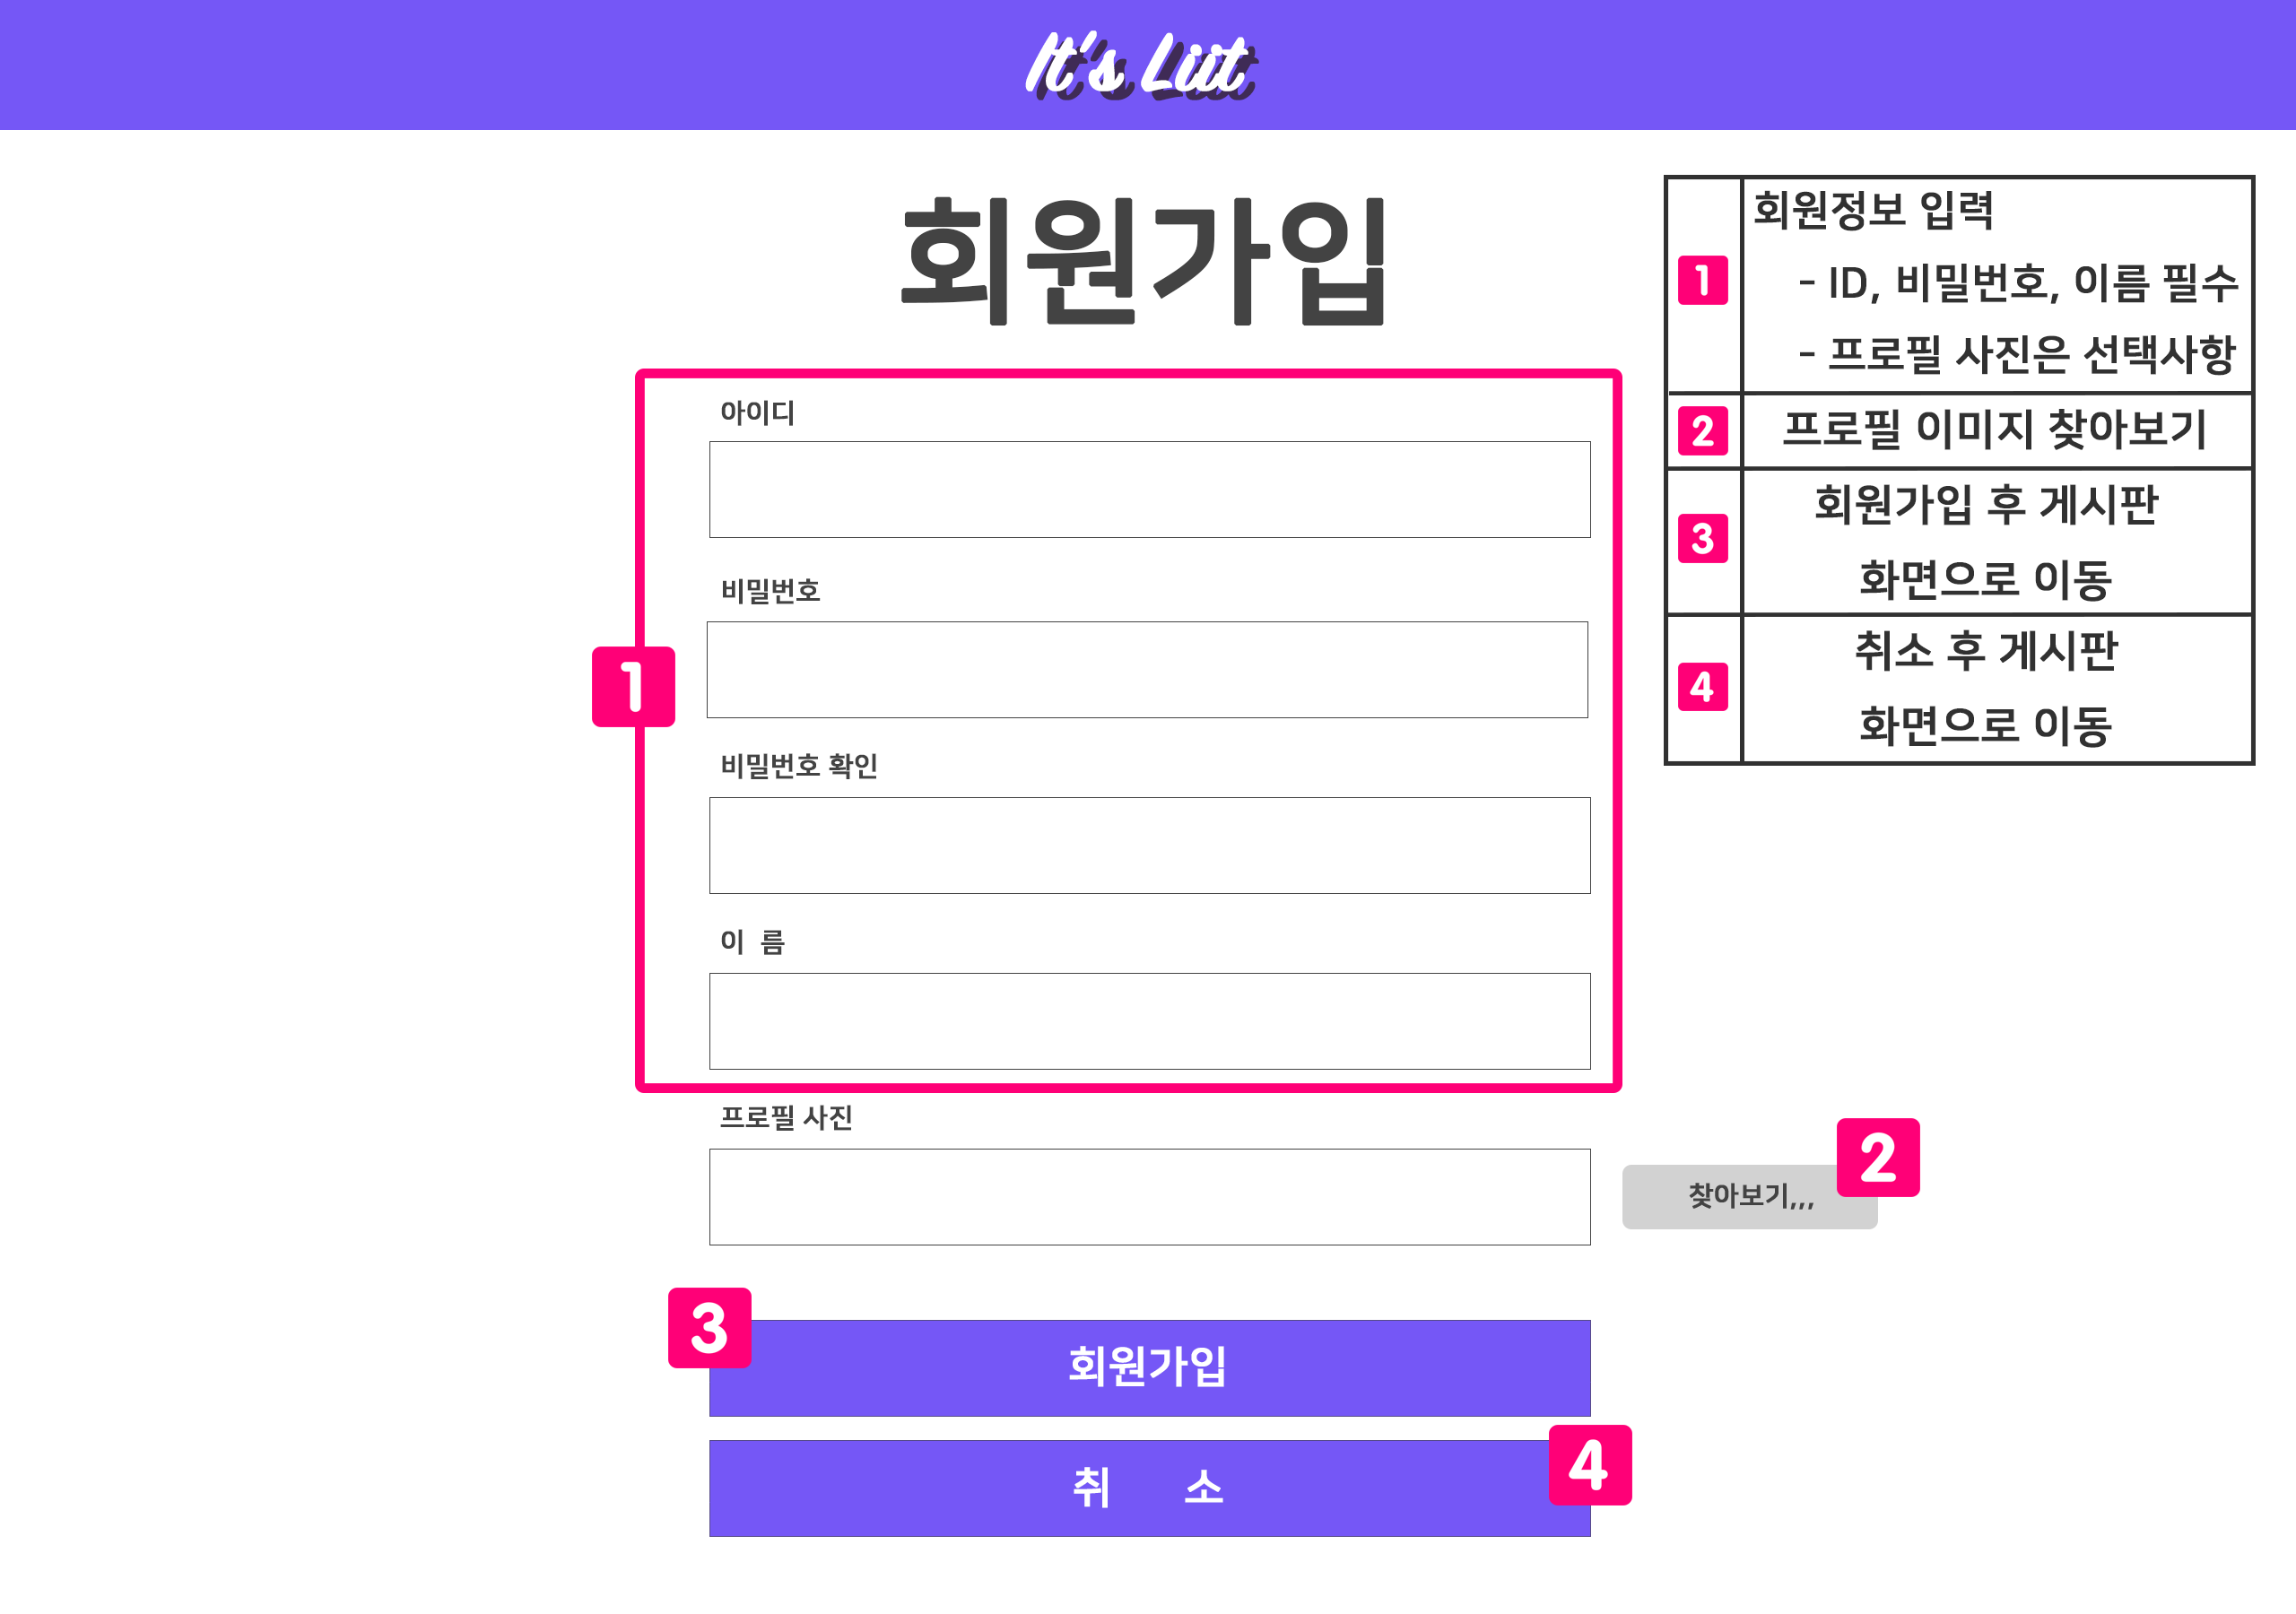 It's Liit
회원가입
아이디
비밀번호
1
비밀번호 확인
이 름
프로필 사진
찾아보기,,,
2
3
회원가입
4
취 소
1
회원정보 입력
- ID, 비밀번호, 이름 필수
- 프로필 사진은 선택사항
2
프로필 이미지 찾아보기
3
회원가입 후 게시판
화면으로 이동
4
취소 후 게시판
화면으로 이동